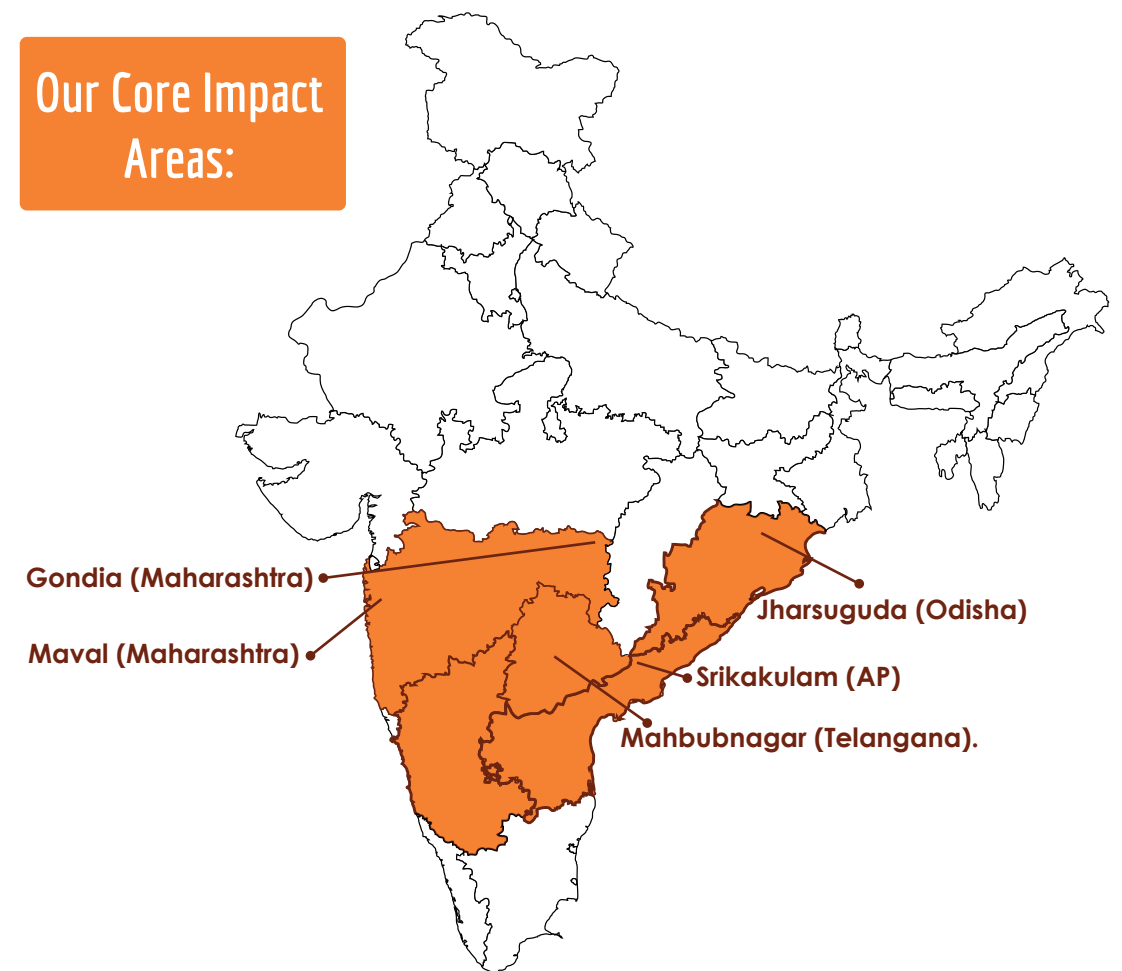 Our Core Impact
Areas:
Gondia (Maharashtra)
Maval (Maharashtra)
Jharsuguda (Odisha)
Srikakulam (AP)
Mahbubnagar (Telangana).